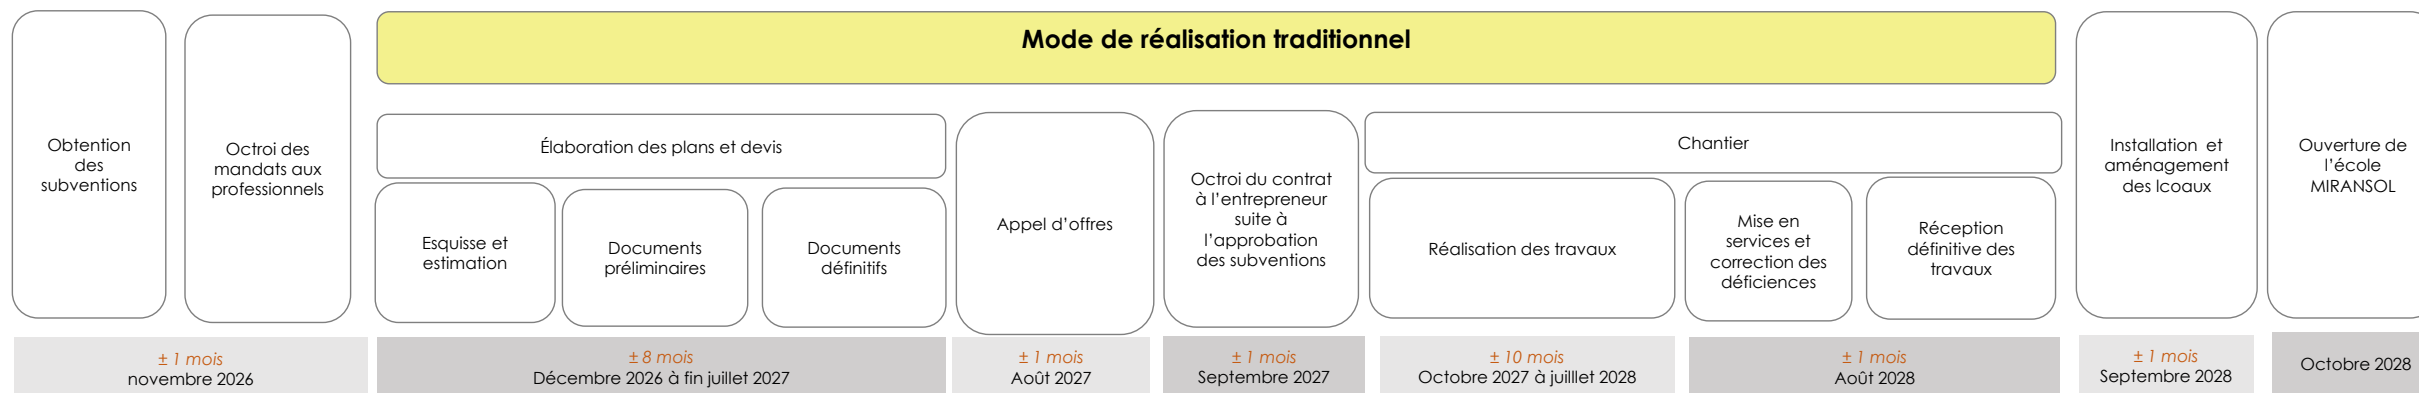 Mode de réalisation traditionnel
Obtention
des
subventions
Octroi des
mandats aux
professionnels
Élaboration des plans et devis
Esquisse et
estimation
Documents
préliminaires
Documents
définitifs
Appel d’offres
Octroi du contrat
à l’entrepreneur
suite à
l’approbation
des subventions
Chantier
Réalisation des travaux
Mise en
services et
correction des
déficiences
Réception
définitive des
travaux
Installation et
aménagement
des lcoaux
Ouverture de
l’école
MIRANSOL
± 1 mois
novembre 2026
± 8 mois
Décembre 2026 à fin juillet 2027
± 1 mois
Août 2027
± 1 mois
Septembre 2027
± 10 mois
Octobre 2027 à juilllet 2028
± 1 mois
Août 2028
± 1 mois
Septembre 2028
Octobre 2028